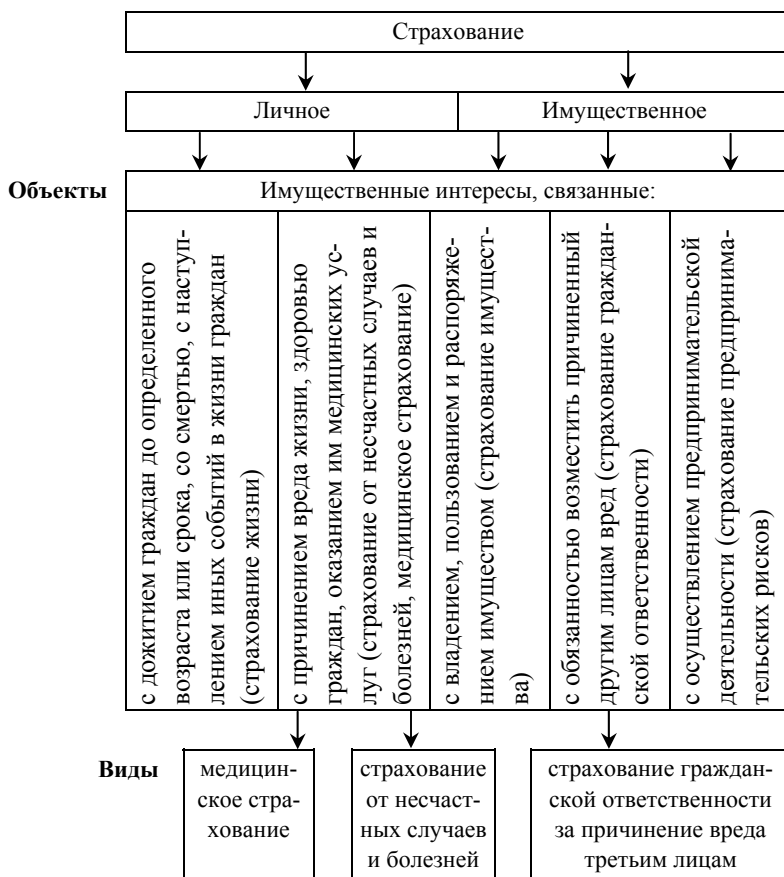 Страхование
Личное
Имущественное
Объекты
Имущественные интересы, связанные:
с дожитием граждан до определенного
возраста или срока, со смертью, с наступ-
лением иных событий в жизни граждан
(страхование жизни)
с причинением вреда жизни, здоровью
граждан, оказанием им медицинских ус-
луг (страхование от несчастных случаев и
болезней, медицинское страхование)
с владением, пользованием и распоряже-
нием имуществом (страхование имущест-
ва)
с обязанностью возместить причиненный
другим лицам вред (страхование граждан-
ской ответственности)
с осуществлением предпринимательской
деятельности (страхование предпринима-
тельских рисков)
Виды
медицин-
ское стра-
хование
страхование
от несчаст-
ных случаев
и болезней
страхование граждан-
ской ответственности
за причинение вреда
третьим лицам